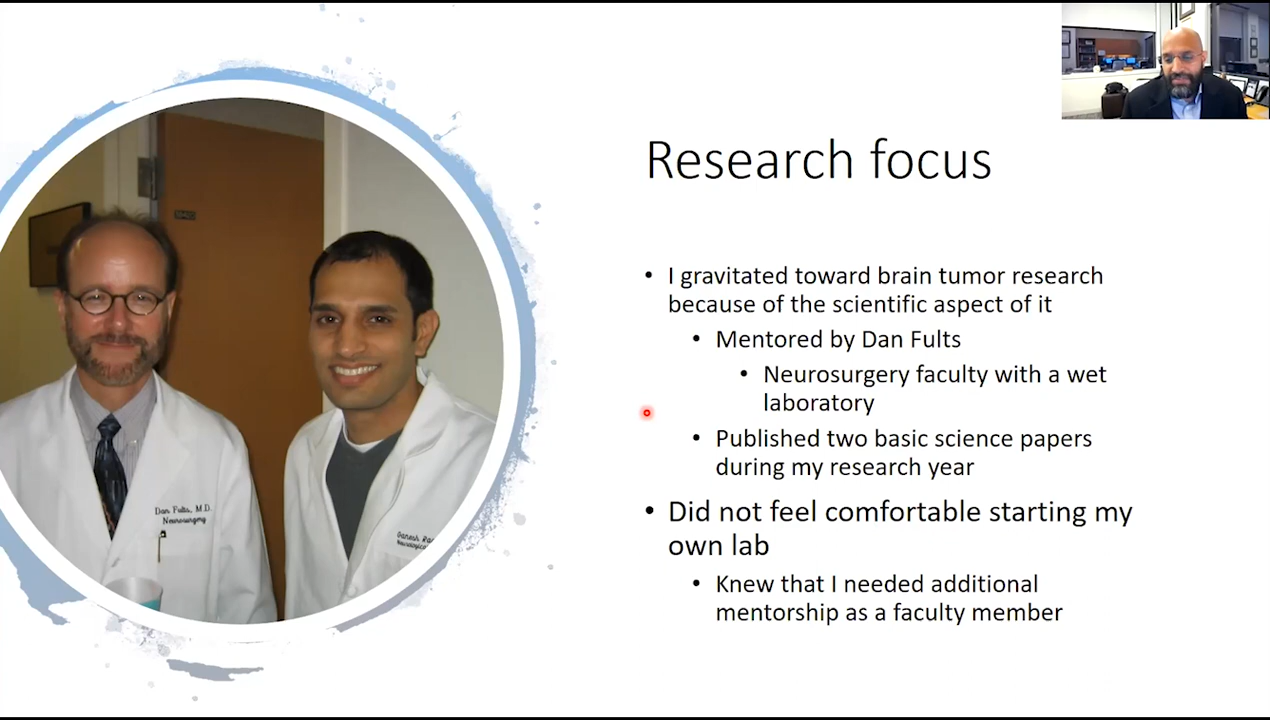 Research focus
• I gravitated toward brain tumor research
because of the scientific aspect of it
• Mentored by Dan Fults
• Neurosurgery faculty with a wet
laboratory
• Published two basic science papers
during my research year
• Did not feel comfortable starting my
own lab
• Knew that I needed additional
mentorship as a faculty member
Dan Fults, M.D.
Neurosurgery
Ganesh